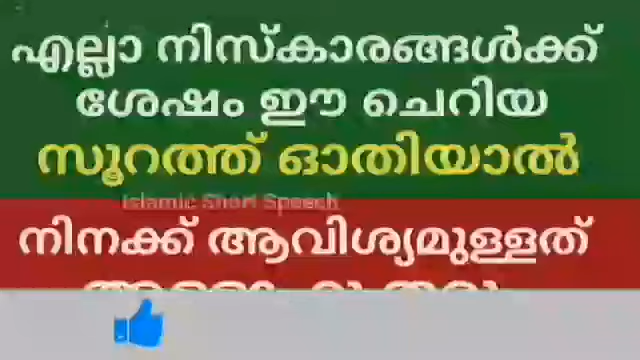 എല്ലാ നിസ്കാരങ്ങൾക്ക്
ശേഷം ഈ ചെറിയ
സൂറത്ത് ഓതിയാൽ
Islamic Short Speech
നിനക്ക് ആവിശ്യമുള്ളത്